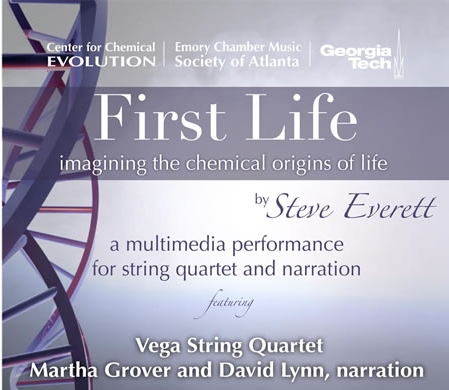 Center for Chemical
EVOLUTION
Emory Chamber Music
Society of Atlanta
Georgia
Tech
First Life
imagining the chemical origins of life
by Steve Everett
a multimedia performance
for string quartet and narration
featuring
Vega String Quartet
Martha Grover and David Lynn, narration